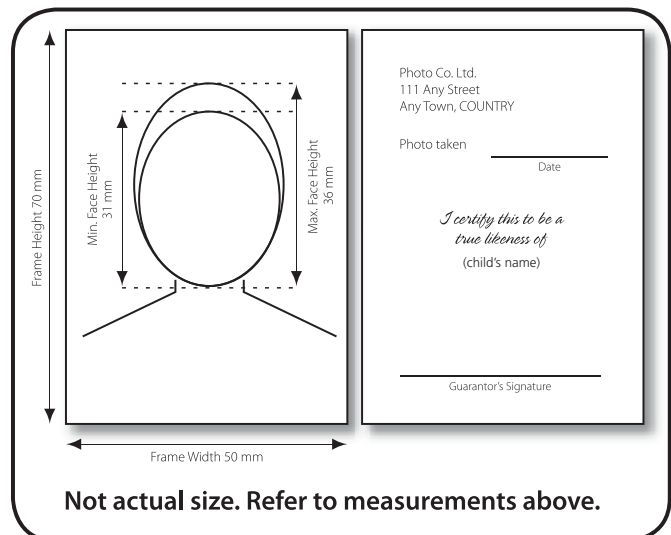 Frame Height 70 mm
Min. Face Height
31 mm
Max. Face Height
36 mm
Frame Width 50 mm
Photo Co. Ltd.
111 Any Street
Any Town, COUNTRY
Photo taken
Date
I certify this to be a
true likeness of
(child's name)
Guarantor's Signature
Not actual size. Refer to measurements above.